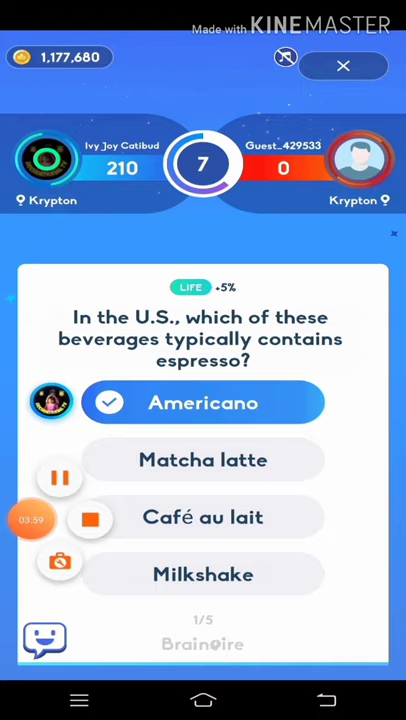 Made with KINEMASTER
1,177,680
Ivy Joy Catibud
210
7
Guest_429533
0
Krypton
Krypton
LIFE +5%
In the U.S., which of these
beverages typically contains
espresso?
Americano
Matcha latte
Café au lait
03:59
Milkshake
1/5